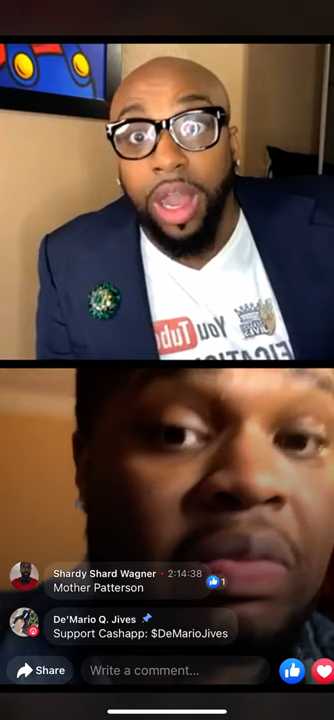 You Tube
Shardy Shard Wagner • 2:14:38
Mother Patterson
1
De'Mario Q. Jives
Support Cashapp: $DeMarioJives
Share
Write a comment...